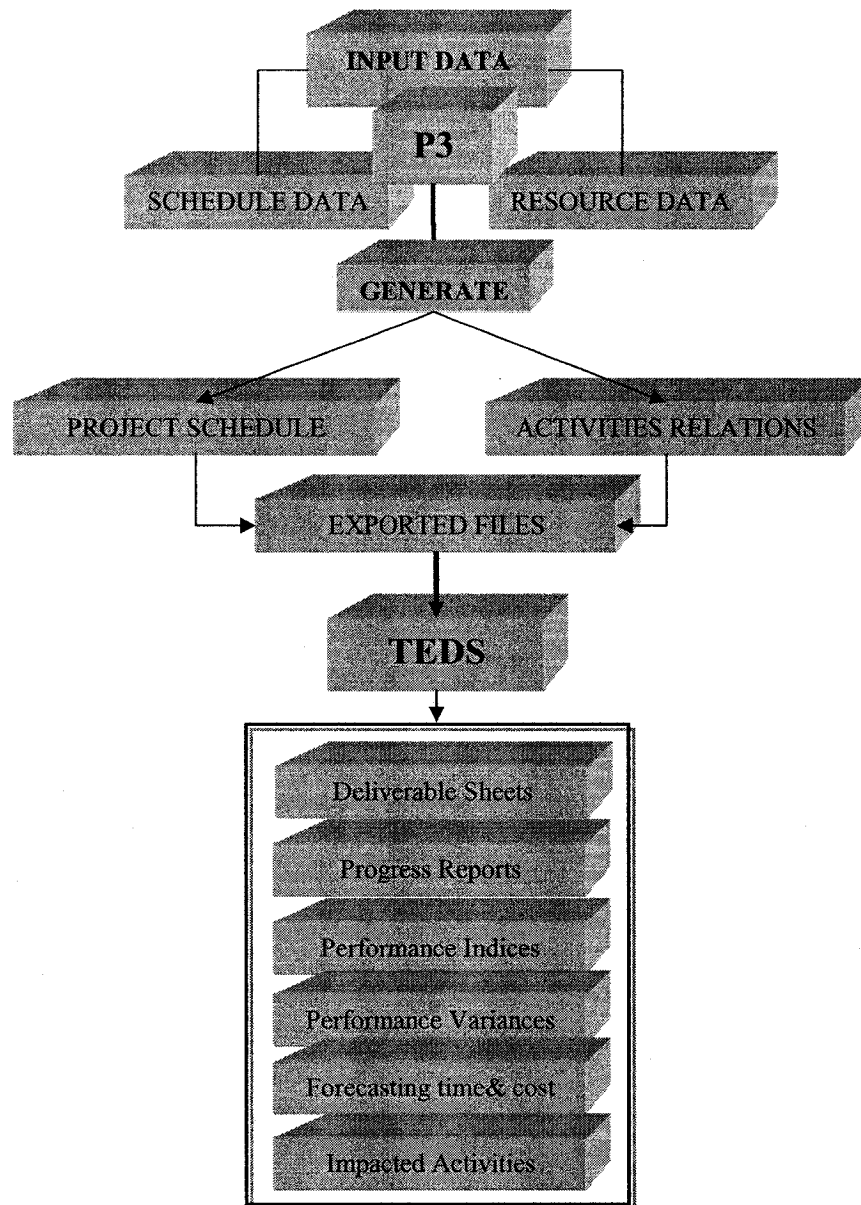 INPUT DATA
P3
SCHEDULE DATA
RESOURCE DATA
GENERATE
PROJECT SCHEDULE
ACTIVITIES RELATIONS
EXPORTED FILES
TEDS
Deliverable Sheets
Progress Reports
Performance Indices
Performance Variances
Forecasting time& cost
Impacted Activities